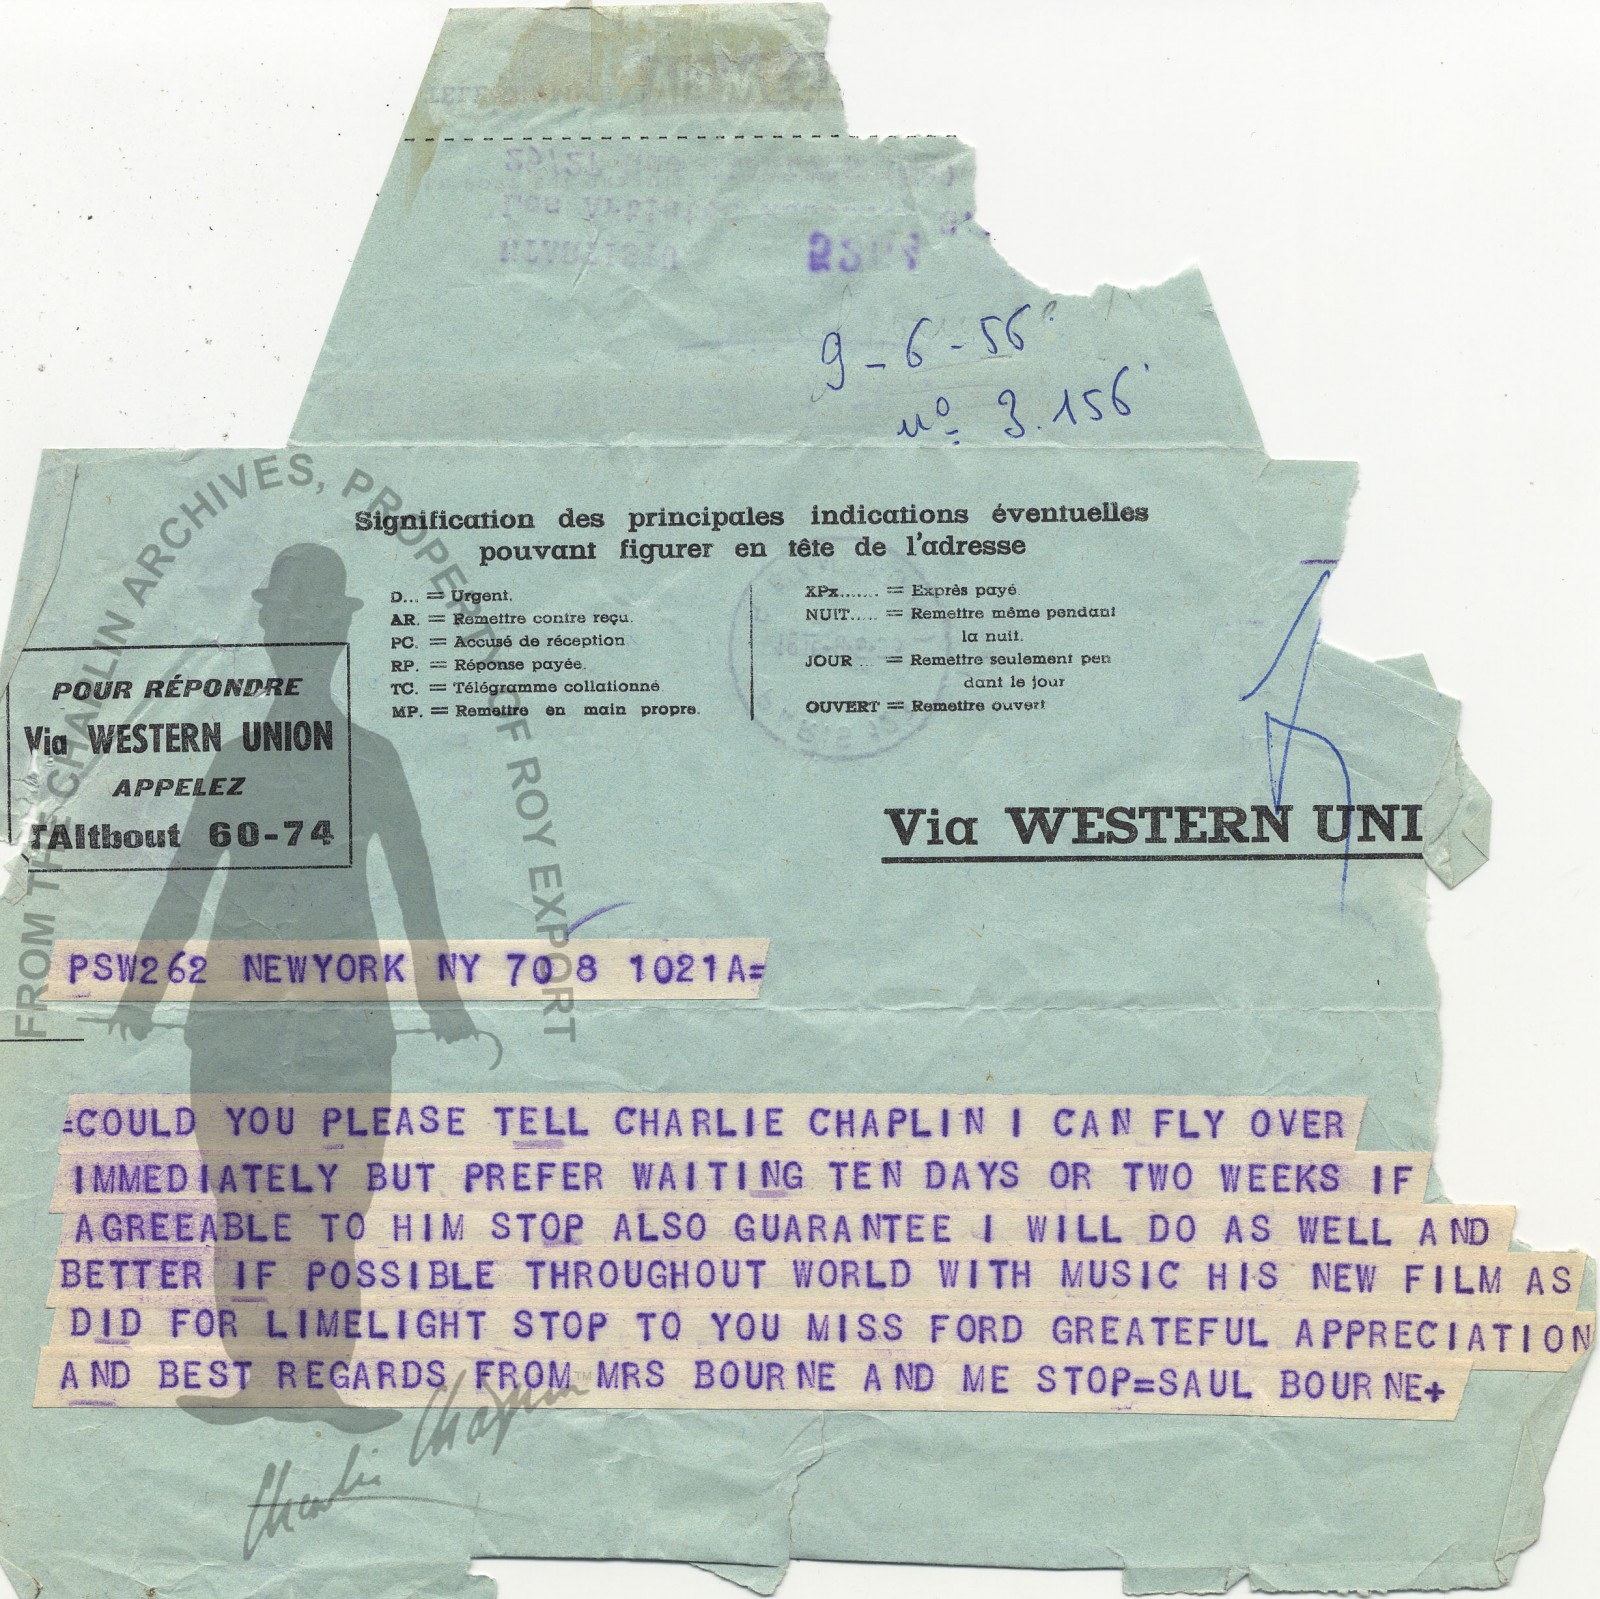 9-6-56
nº 3.156
Signification des principales indications éventuelles
pouvant figurer en tête de l'adresse
D... = Urgent.
AR. = Remettre contre reçu.
PC. = Accusé de réception
RP. = Réponse payée.
TC. = Télégramme collationné
MP. = Remettre en main propre.
XPx....... = Exprès payé.
NUIT..... = Remettre même pendant
la nuit.
JOUR ... = Remettre seulement pen
dant le jour
OUVERT = Remettre ouvert
POUR RÉPONDRE
Via WESTERN UNION
APPELEZ
TAItbout 60-74
Via WESTERN UNI
PSW262 NEWYORK NY 70 8 1021A=
=COULD YOU PLEASE TELL CHARLIE CHAPLIN I CAN FLY OVER
IMMEDIATELY BUT PREFER WAITING TEN DAYS OR TWO WEEKS IF
AGREEABLE TO HIM STOP ALSO GUARANTEE I WILL DO AS WELL AND
BETTER IF POSSIBLE THROUGHOUT WORLD WITH MUSIC HIS NEW FILM AS
DID FOR LIMELIGHT STOP TO YOU MISS FORD GREATEFUL APPRECIATION
AND BEST REGARDS FROM MRS BOURNE AND ME STOP=SAUL BOURNE+
FROM THE CHAPLIN ARCHIVES, PROPERTY OF ROY EXPORT
Charlie Chaplin TM